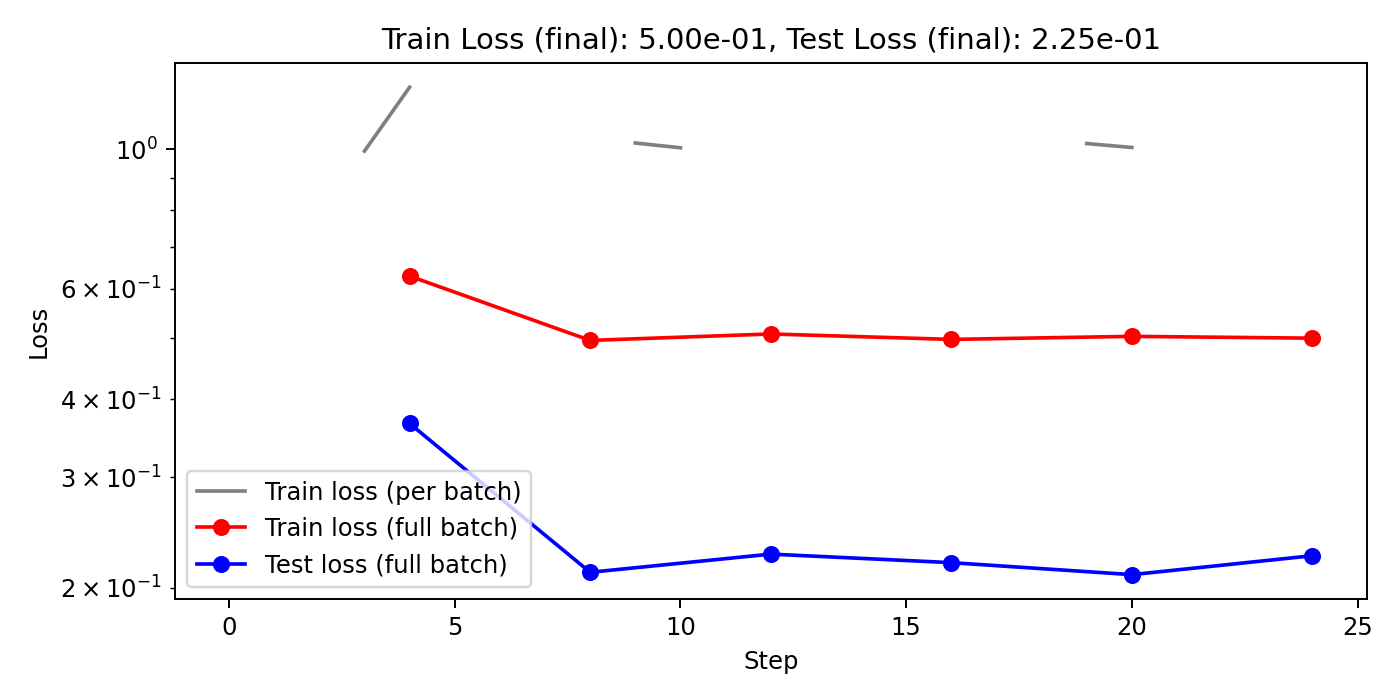 Train Loss (final): 5.00e-01, Test Loss (final): 2.25e-01
10⁰
6 × 10⁻¹
4 × 10⁻¹
3 × 10⁻¹
2 × 10⁻¹
Loss
Train loss (per batch)
Train loss (full batch)
Test loss (full batch)
0 5 10 15 20 25
Step